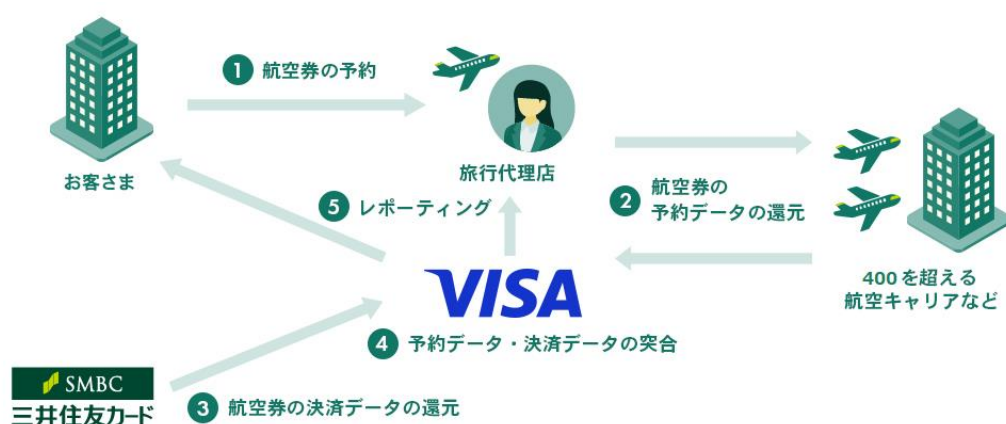 1 航空券の予約
お客さま
旅行代理店
2 航空券の
予約データの還元
5 レポーティング
400を超える
航空キャリアなど
VISA
4 予約データ・決済データの突合
SMBC
三井住友カード
3 航空券の決済データの還元